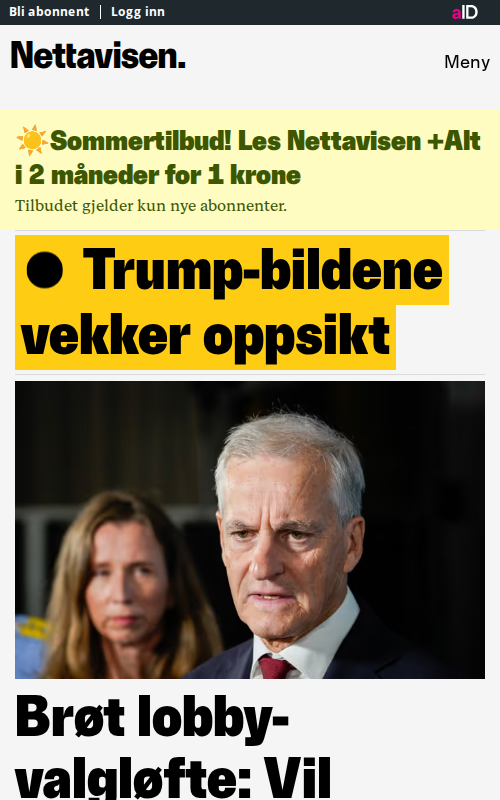 Bli abonnent | Logg inn
aID
Nettavisen.
Meny
☀️Sommertilbud! Les Nettavisen +Alt
i 2 måneder for 1 krone
Tilbudet gjelder kun nye abonnenter.
● Trump-bildene
vekker oppsikt
Brøt lobby-
valgløfte: Vil